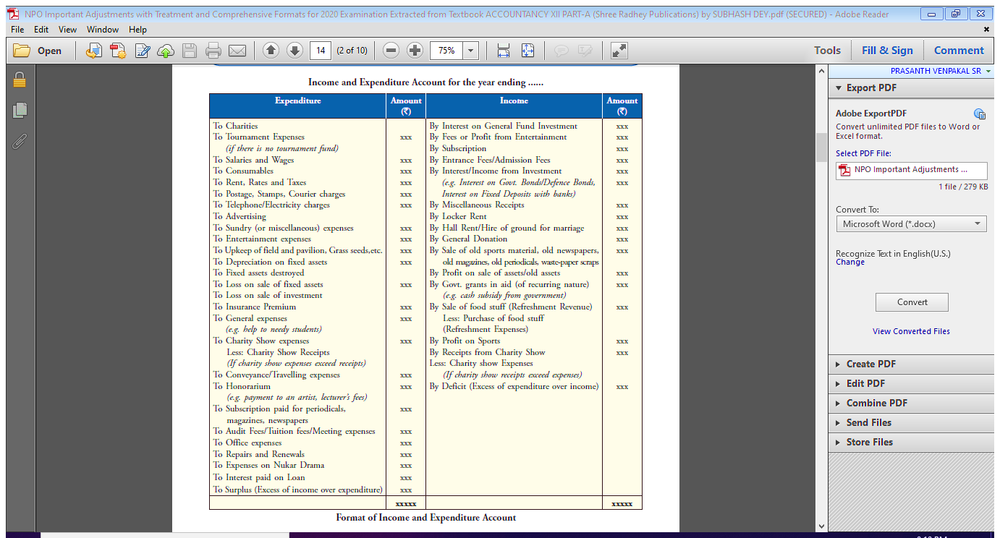 NPO Important Adjustments with Treatment and Comprehensive Formats for 2020 Examination Extracted from Textbook ACCOUNTANCY XII PART-A (Shree Radhey Publications) by SUBHASH DEY.pdf (SECURED) - Adobe Reader
File Edit View Window Help
Open 14 (2 of 10) 75% Tools Fill & Sign Comment
Income and Expenditure Account for the year ending ......
Expenditure Amount (₹) Income Amount (₹)
To Charities By Interest on General Fund Investment xxx
To Tournament Expenses xxx By Fees or Profit from Entertainment xxx
(if there is no tournament fund) By Subscription xxx
To Salaries and Wages xxx By Entrance Fees/Admission Fees xxx
To Consumables xxx By Interest/Income from Investment xxx
To Rent, Rates and Taxes xxx (e.g. Interest on Govt. Bonds/Defence Bonds, xxx
To Postage, Stamps, Courier charges xxx Interest on Fixed Deposits with banks)
To Telephone/Electricity charges xxx By Miscellaneous Receipts xxx
To Advertising By Locker Rent xxx
To Sundry (or miscellaneous) expenses xxx By Hall Rent/Hire of ground for marriage xxx
To Entertainment expenses xxx By General Donation xxx
To Upkeep of field and pavilion, Grass seeds,etc. xxx By Sale of old sports material, old newspapers, xxx
To Depreciation on fixed assets xxx old magazines, old periodicals, waste-paper scraps
To Fixed assets destroyed By Profit on sale of assets/old assets xxx
To Loss on sale of fixed assets xxx By Govt. grants in aid (of recurring nature) xxx
To Loss on sale of investment (e.g. cash subsidy from government)
To Insurance Premium xxx By Sale of food stuff (Refreshment Revenue) xxx
To General expenses xxx Less: Purchase of food stuff
(e.g. help to needy students) (Refreshment Expenses)
To Charity Show expenses xxx By Profit on Sports xxx
Less: Charity Show Receipts By Receipts from Charity Show xxx
(If charity show expenses exceed receipts) Less: Charity show Expenses
To Conveyance/Travelling expenses xxx (If charity show receipts exceed expenses)
To Honorarium xxx By Deficit (Excess of expenditure over income) xxx
(e.g. payment to an artist, lecturer's fees)
To Subscription paid for periodicals, xxx
magazines, newspapers
To Audit Fees/Tuition fees/Meeting expenses xxx
To Office expenses xxx
To Repairs and Renewals xxx
To Expenses on Nukar Drama xxx
To Interest paid on Loan xxx
To Surplus (Excess of income over expenditure) xxx
xxxxx xxxxx
Format of Income and Expenditure Account
PRASANTH VENPAKAL SR
Export PDF
Adobe ExportPDF
Convert unlimited PDF files to Word or
Excel format.
Select PDF File:
NPO Important Adjustments ...
1 file / 279 KB
Convert To:
Microsoft Word (*.docx)
Recognize Text in English(U.S.)
Change
Convert
View Converted Files
Create PDF
Edit PDF
Combine PDF
Send Files
Store Files